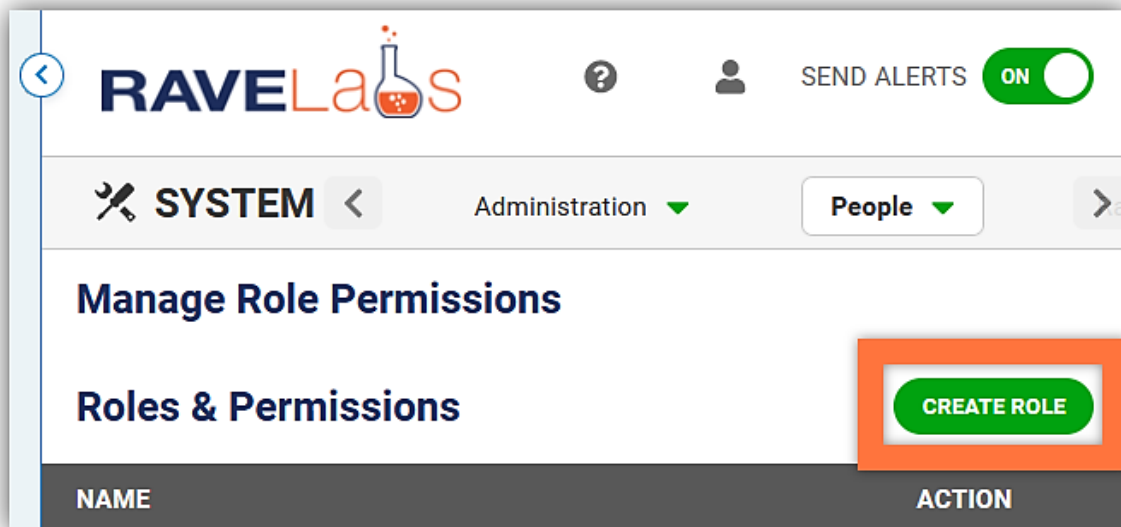 RAVELabs
SEND ALERTS ON
SYSTEM Administration People
Manage Role Permissions
Roles & Permissions CREATE ROLE
NAME ACTION